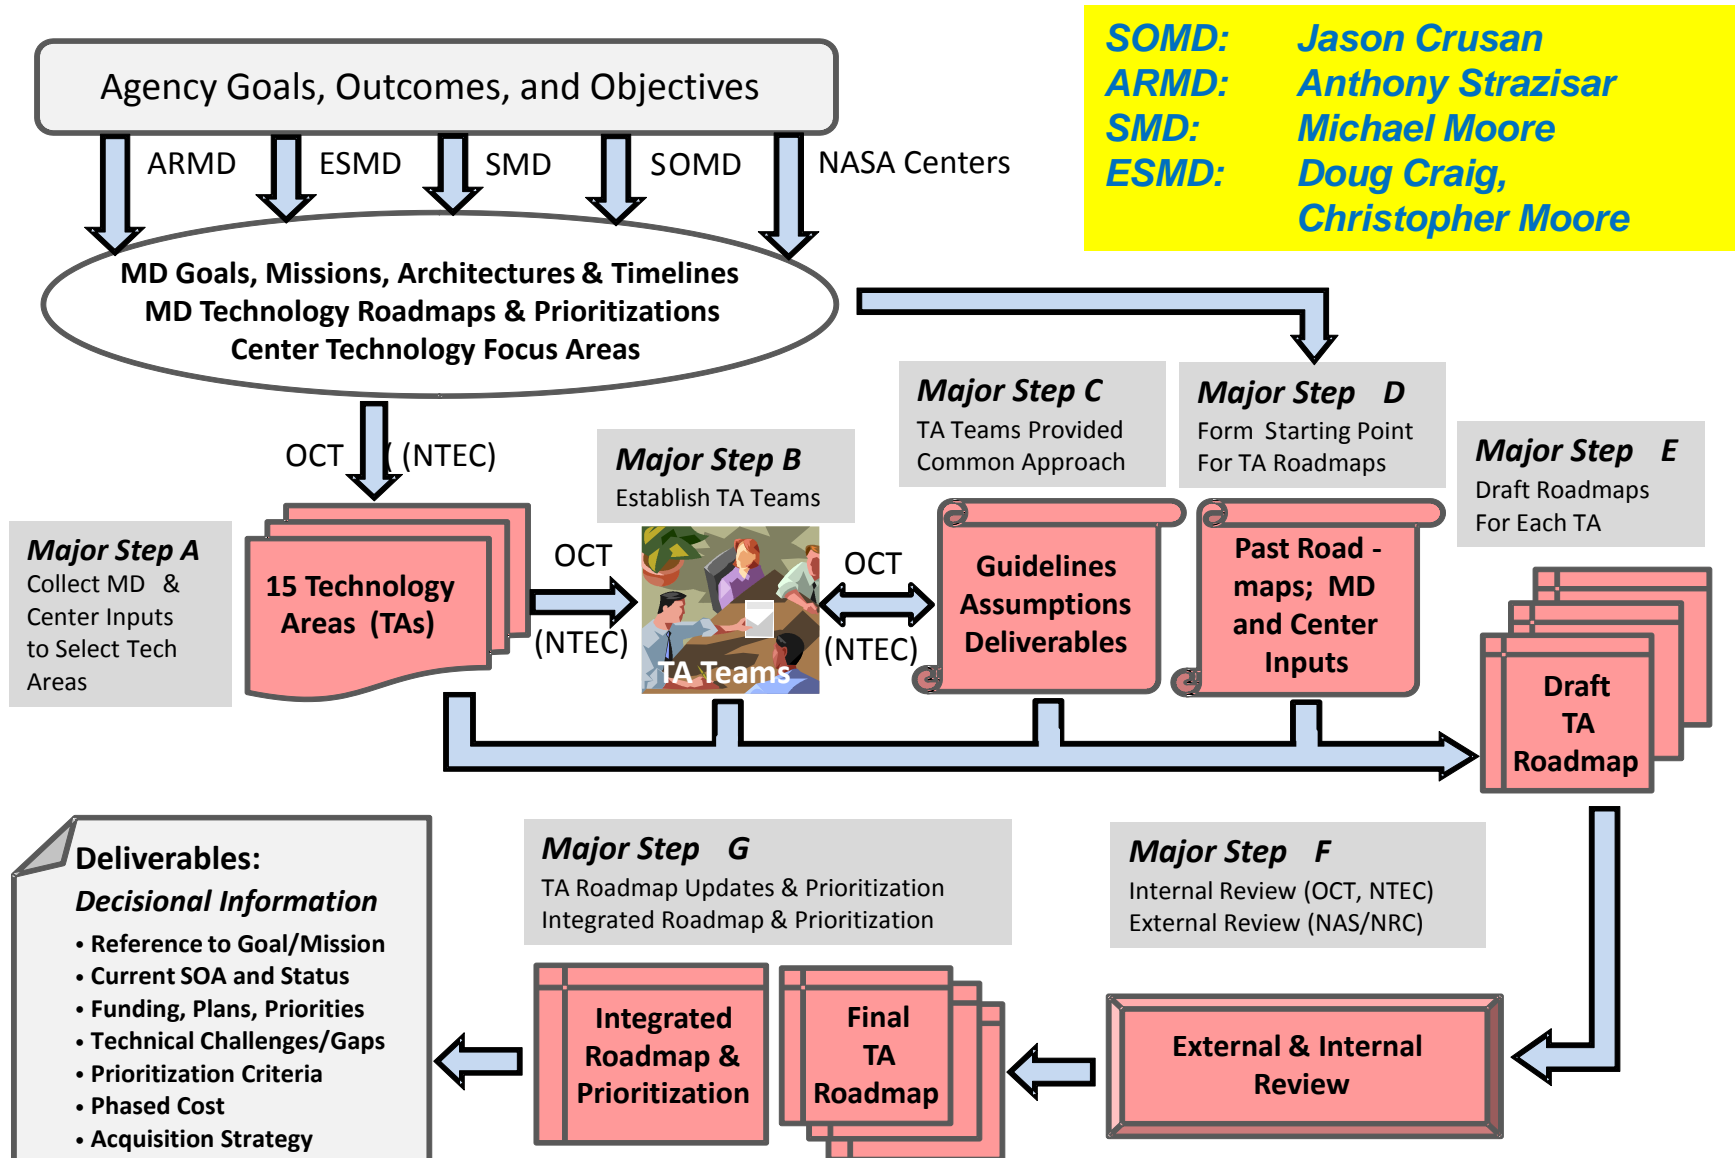 SOMD: Jason Crusan
ARMD: Anthony Strazisar
SMD: Michael Moore
ESMD: Doug Craig,
Christopher Moore
Agency Goals, Outcomes, and Objectives
ARMD
ESMD
SMD
SOMD
NASA Centers
MD Goals, Missions, Architectures & Timelines
MD Technology Roadmaps & Prioritizations
Center Technology Focus Areas
OCT ( (NTEC)
Major Step A
Collect MD & 
Center Inputs
to Select Tech
Areas
15 Technology
Areas (TAs)
OCT
(NTEC)
Major Step B
Establish TA Teams
TA Teams
OCT
(NTEC)
Major Step C
TA Teams Provided
Common Approach
Guidelines
Assumptions
Deliverables
Major Step D
Form Starting Point
For TA Roadmaps
Past Road -
maps; MD
and Center
Inputs
Major Step E
Draft Roadmaps
For Each TA
Draft
TA
Roadmap
Major Step F
Internal Review (OCT, NTEC)
External Review (NAS/NRC)
External & Internal
Review
Major Step G
TA Roadmap Updates & Prioritization
Integrated Roadmap & Prioritization
Final
TA
Roadmap
Integrated
Roadmap &
Prioritization
Deliverables:
Decisional Information
• Reference to Goal/Mission
• Current SOA and Status
• Funding, Plans, Priorities
• Technical Challenges/Gaps
• Prioritization Criteria
• Phased Cost
• Acquisition Strategy